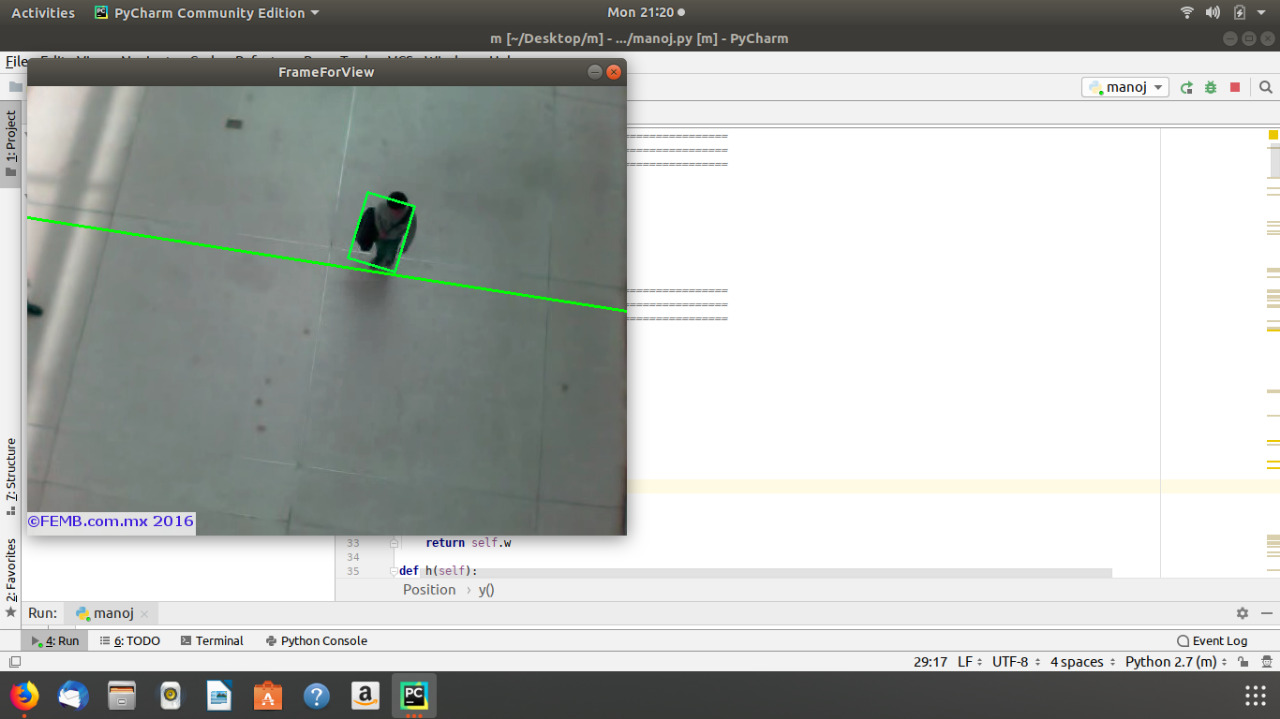 Activities PyCharm Community Edition Mon 21:20
m [~/Desktop/m] - .../manoj.py [m] - PyCharm
File
FrameForView
manoj
1: Project
================
================
================
================
================
================
7: Structure
2: Favorites
©FEMB.com.mx 2016
33 return self.w
34
35 def h(self):
Position › y()
Run: manoj
4: Run 6: TODO Terminal Python Console Event Log
29:17 LF UTF-8 4 spaces Python 2.7 (m)